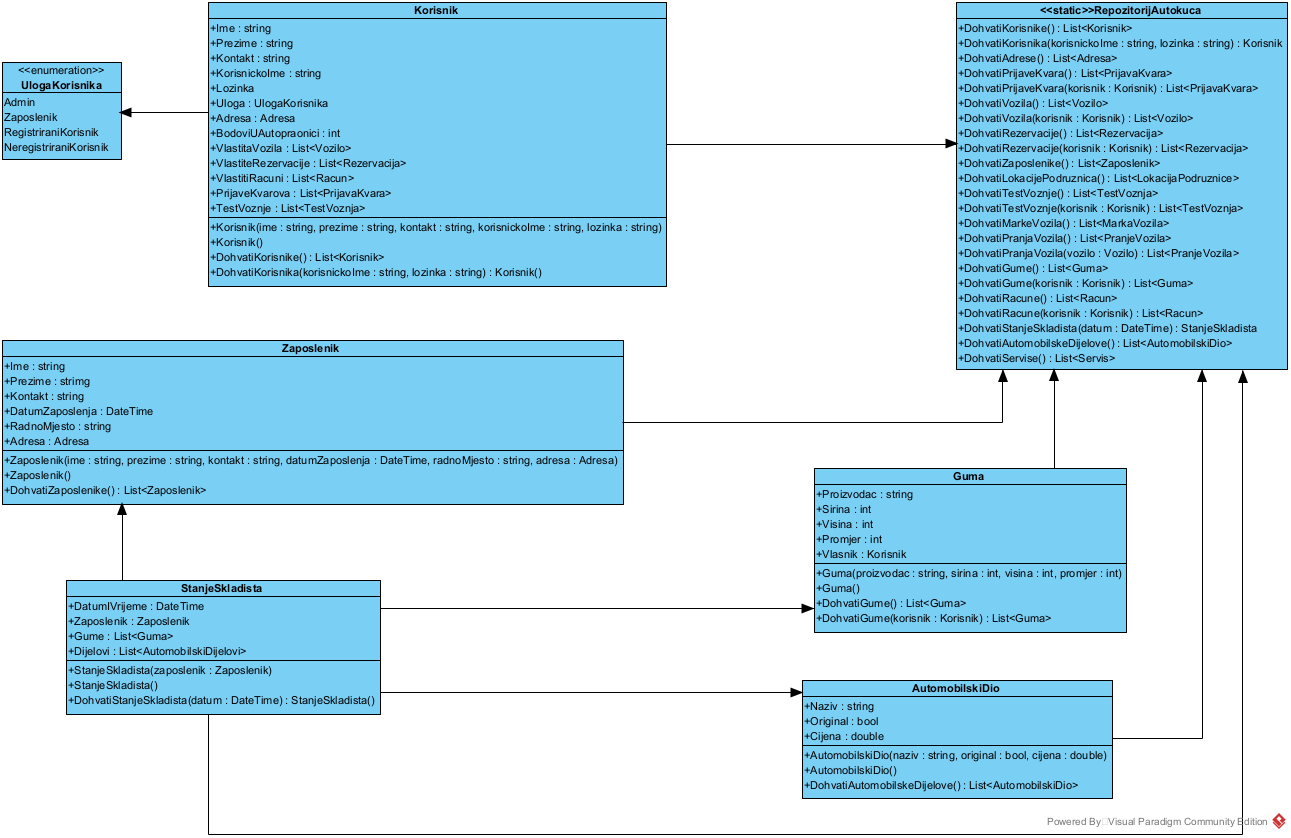 Korisnik
+Ime : string
+Prezime : string
+Kontakt : string
+KorisnickoIme : string
+Lozinka
+Uloga : UlogaKorisnika
+Adresa : Adresa
+BodoviUAutopraonici : int
+VlastitaVozila : List<Vozilo>
+VlastiteRezervacije : List<Rezervacija>
+VlastitiRacuni : List<Racun>
+PrijaveKvarova : List<PrijavaKvara>
+TestVoznje : List<TestVoznja>
+Korisnik(ime : string, prezime : string, kontakt : string, korisnickoIme : string, lozinka : string)
+Korisnik()
+DohvatiKorisnike() : List<Korisnik>
+DohvatiKorisnika(korisnickoIme : string, lozinka : string) : Korisnik()
<<enumeration>>
UlogaKorisnika
Admin
Zaposlenik
RegistriraniKorisnik
NeregistriraniKorisnik
<<static>>RepozitorijAutokuca
+DohvatiKorisnike() : List<Korisnik>
+DohvatiKorisnika(korisnickoIme : string, lozinka : string) : Korisnik
+DohvatiAdrese() : List<Adresa>
+DohvatiPrijaveKvara() : List<PrijavaKvara>
+DohvatiPrijaveKvara(korisnik : Korisnik) : List<PrijavaKvara>
+DohvatiVozila() : List<Vozilo>
+DohvatiVozila(korisnik : Korisnik) : List<Vozilo>
+DohvatiRezervacije() : List<Rezervacija>
+DohvatiRezervacije(korisnik : Korisnik) : List<Rezervacija>
+DohvatiZaposlenike() : List<Zaposlenik>
+DohvatiLokacijePodruznica() : List<LokacijaPodruznice>
+DohvatiTestVoznje() : List<TestVoznja>
+DohvatiTestVoznje(korisnik : Korisnik) : List<TestVoznja>
+DohvatiMarkeVozila() : List<MarkaVozila>
+DohvatiPranjaVozila() : List<PranjeVozila>
+DohvatiPranjaVozila(vozilo : Vozilo) : List<PranjeVozila>
+DohvatiGume() : List<Guma>
+DohvatiGume(korisnik : Korisnik) : List<Guma>
+DohvatiRacune() : List<Racun>
+DohvatiRacune(korisnik : Korisnik) : List<Racun>
+DohvatiStanjeSkladista(datum : DateTime) : StanjeSkladista
+DohvatiAutomobilskeDijelove() : List<AutomobilskiDio>
+DohvatiServise() : List<Servis>
Zaposlenik
+Ime : string
+Prezime : strimg
+Kontakt : string
+DatumZaposlenja : DateTime
+RadnoMjesto : string
+Adresa : Adresa
+Zaposlenik(ime : string, prezime : string, kontakt : string, datumZaposlenja : DateTime, radnoMjesto : string, adresa : Adresa)
+Zaposlenik()
+DohvatiZaposlenike() : List<Zaposlenik>
Guma
+Proizvodac : string
+Sirina : int
+Visina : int
+Promjer : int
+Vlasnik : Korisnik
+Guma(proizvodac : string, sirina : int, visina : int, promjer : int)
+Guma()
+DohvatiGume() : List<Guma>
+DohvatiGume(korisnik : Korisnik) : List<Guma>
StanjeSkladista
+DatumIVrijeme : DateTime
+Zaposlenik : Zaposlenik
+Gume : List<Guma>
+Dijelovi : List<AutomobilskiDijelovi>
+StanjeSkladista(zaposlenik : Zaposlenik)
+StanjeSkladista()
+DohvatiStanjeSkladista(datum : DateTime) : StanjeSkladista()
AutomobilskiDio
+Naziv : string
+Original : bool
+Cijena : double
+AutomobilskiDio(naziv : string, original : bool, cijena : double)
+AutomobilskiDio()
+DohvatiAutomobilskeDijelove() : List<AutomobilskiDio>
Powered By Visual Paradigm Community Edition